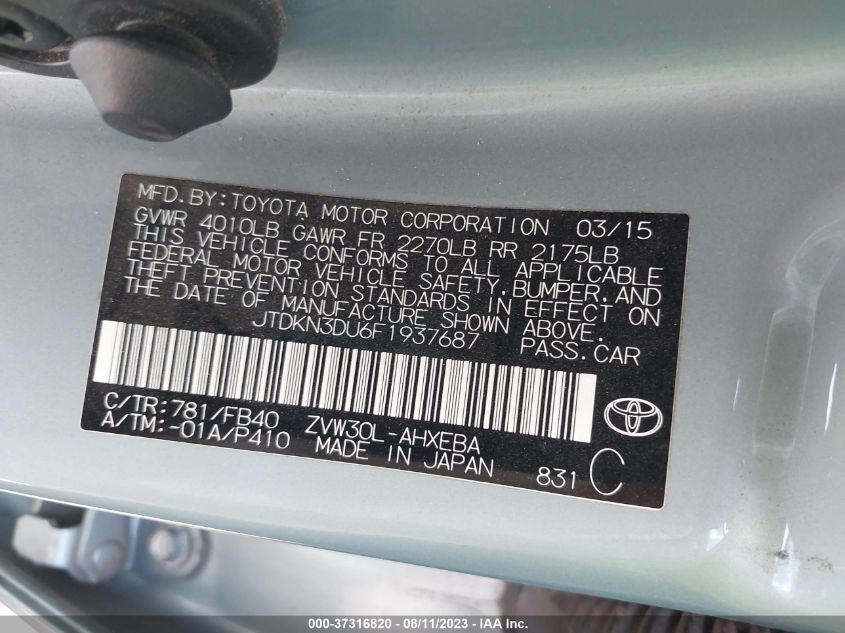 MFD. BY: TOYOTA MOTOR CORPORATION 03/15
GVWR 4010LB GAWR FR 2270LB RR 2175LB
THIS VEHICLE CONFORMS TO ALL APPLICABLE
FEDERAL MOTOR VEHICLE SAFETY, BUMPER, AND
THEFT PREVENTION STANDARDS IN EFFECT ON
THE DATE OF MANUFACTURE SHOWN ABOVE.
JTDKN3DU6F1937687 PASS. CAR
C/TR: 781/FB40 ZVW30L-AHXEBA
A/TM: -01A/P410 MADE IN JAPAN 831 C
000-37316820 - 08/11/2023 - IAA Inc.